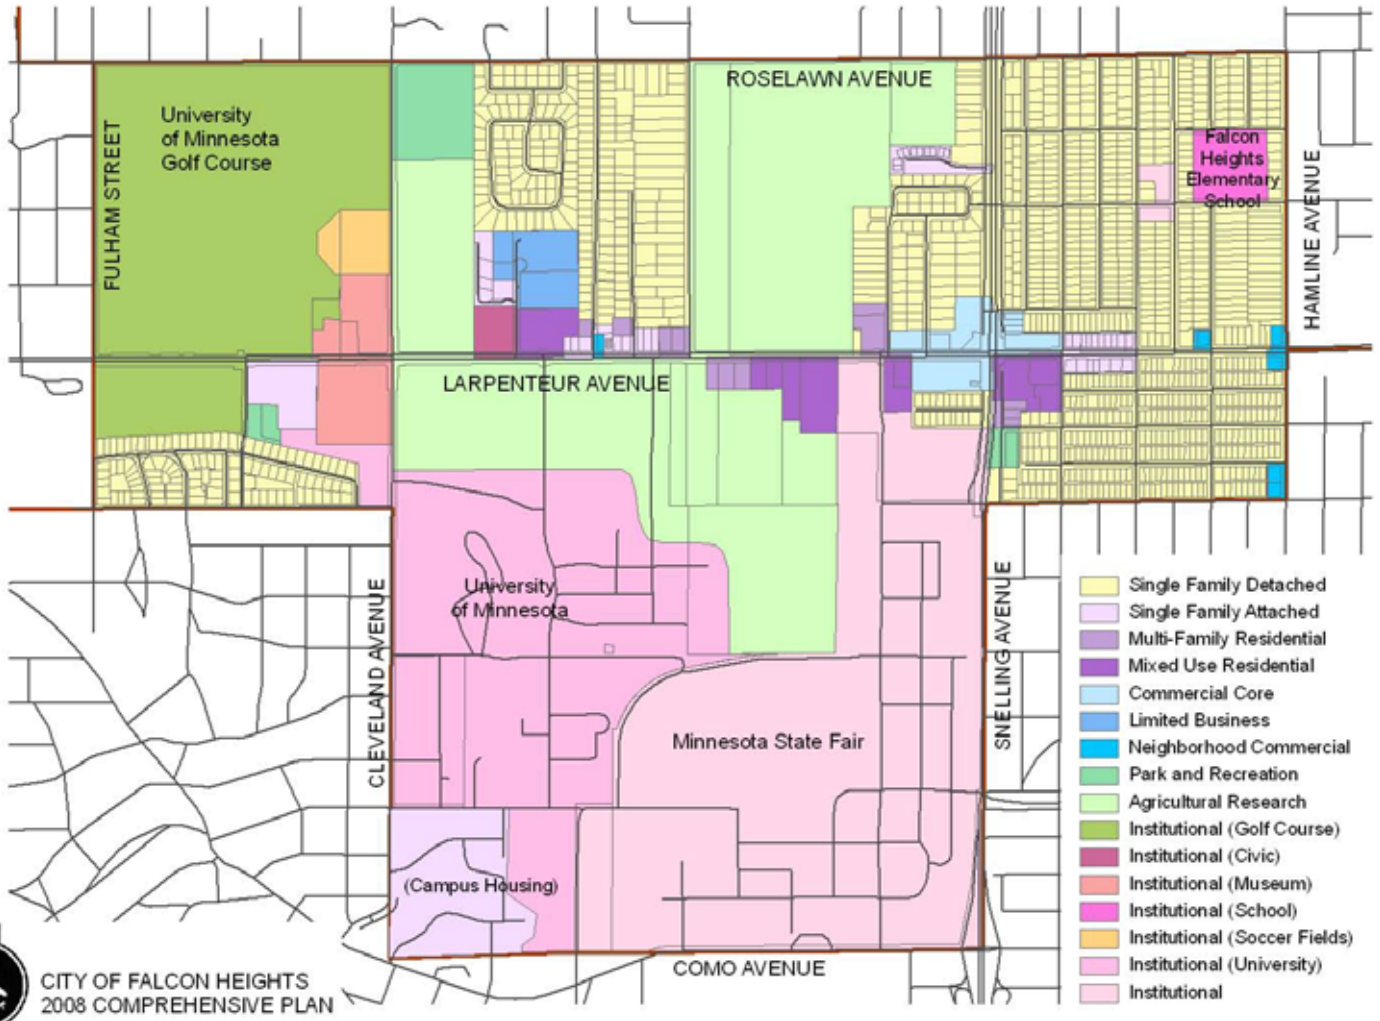 ROSELAWN AVENUE
University
of Minnesota
Golf Course
FULHAM STREET
Falcon
Heights
Elementary
School
HAMLINE AVENUE
LARPENTEUR AVENUE
University
of Minnesota
CLEVELAND AVENUE
SNELLING AVENUE
Minnesota State Fair
(Campus Housing)
COMO AVENUE
CITY OF FALCON HEIGHTS
2008 COMPREHENSIVE PLAN
Single Family Detached
Single Family Attached
Multi-Family Residential
Mixed Use Residential
Commercial Core
Limited Business
Neighborhood Commercial
Park and Recreation
Agricultural Research
Institutional (Golf Course)
Institutional (Civic)
Institutional (Museum)
Institutional (School)
Institutional (Soccer Fields)
Institutional (University)
Institutional